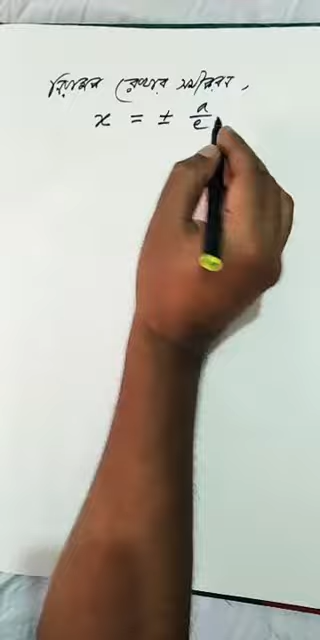 নিয়ামক রেখার সমীকরণ,
x = ± a/e